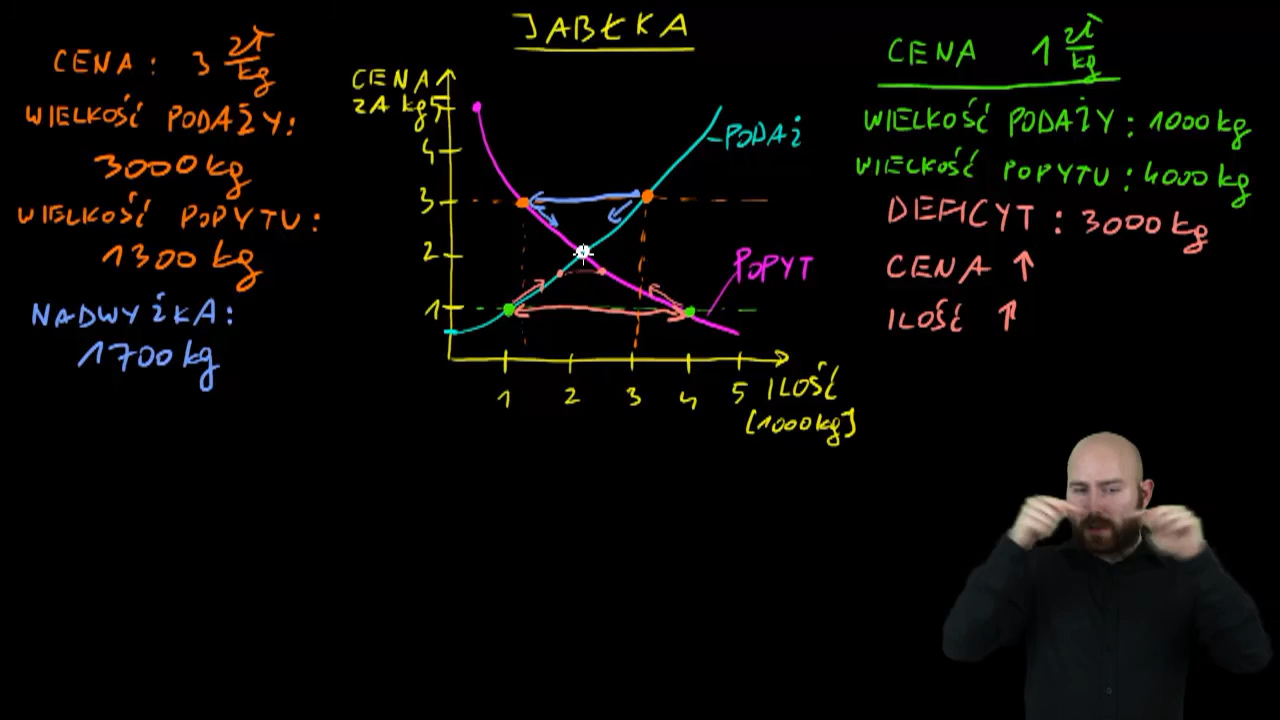 JABŁKA
CENA: 3 zł/kg
WIELKOŚĆ PODAŻY:
3000 kg
WIELKOŚĆ POPYTU:
1300 kg
NADWYŻKA:
1700 kg
CENA
ZA kg
5
4
3
2
1
PODAŻ
POPYT
1 2 3 4 5 ILOŚĆ
[1000 kg]
CENA 1 zł/kg
WIELKOŚĆ PODAŻY: 1000 kg
WIELKOŚĆ POPYTU: 4000 kg
DEFICYT: 3000 kg
CENA ↑
ILOŚĆ ↑